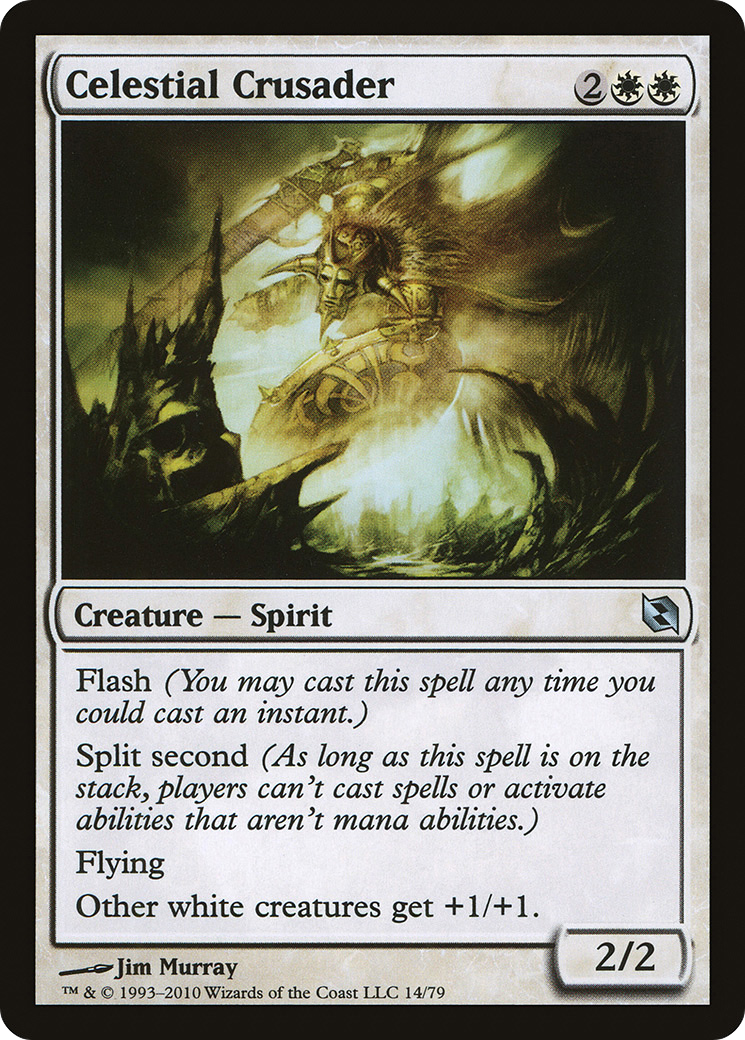 Celestial Crusader 2
Creature — Spirit
Flash (You may cast this spell any time you
could cast an instant.)
Split second (As long as this spell is on the
stack, players can't cast spells or activate
abilities that aren't mana abilities.)
Flying
Other white creatures get +1/+1.
2/2
Jim Murray
™ & © 1993–2010 Wizards of the Coast LLC 14/79